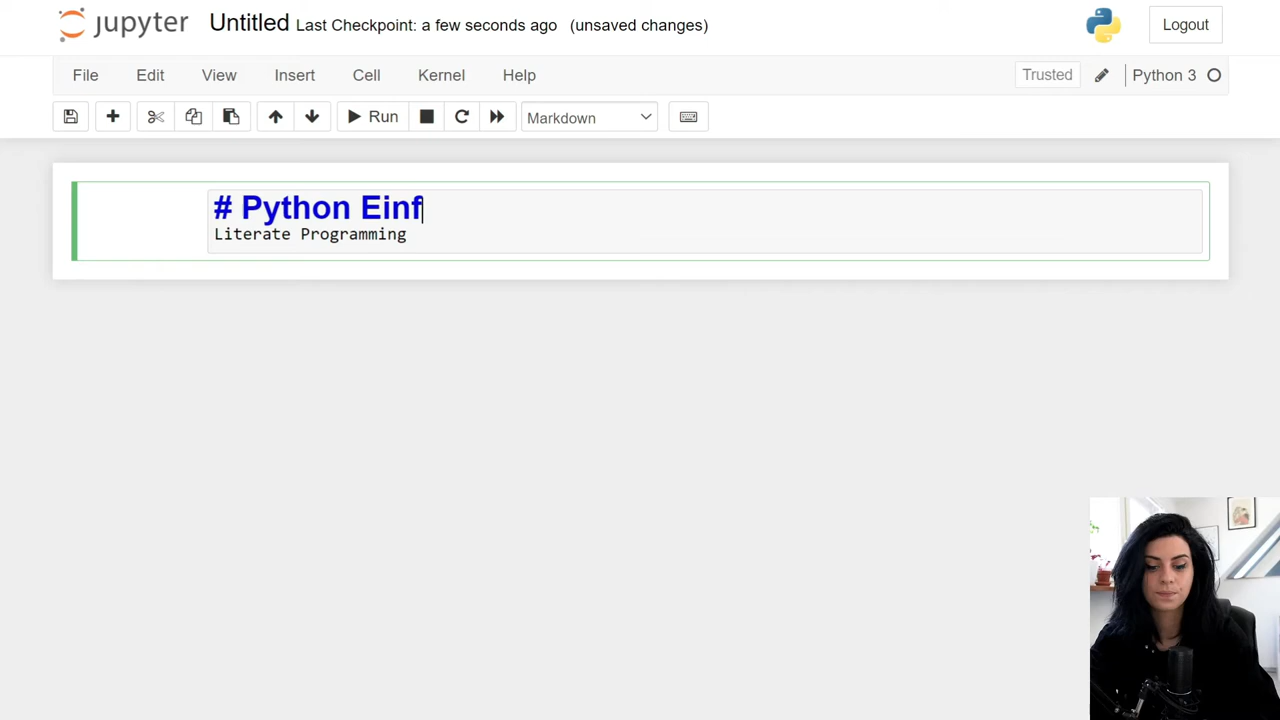 jupyter Untitled Last Checkpoint: a few seconds ago (unsaved changes) Logout
File Edit View Insert Cell Kernel Help Trusted Python 3
Run Markdown
# Python Einf
Literate Programming